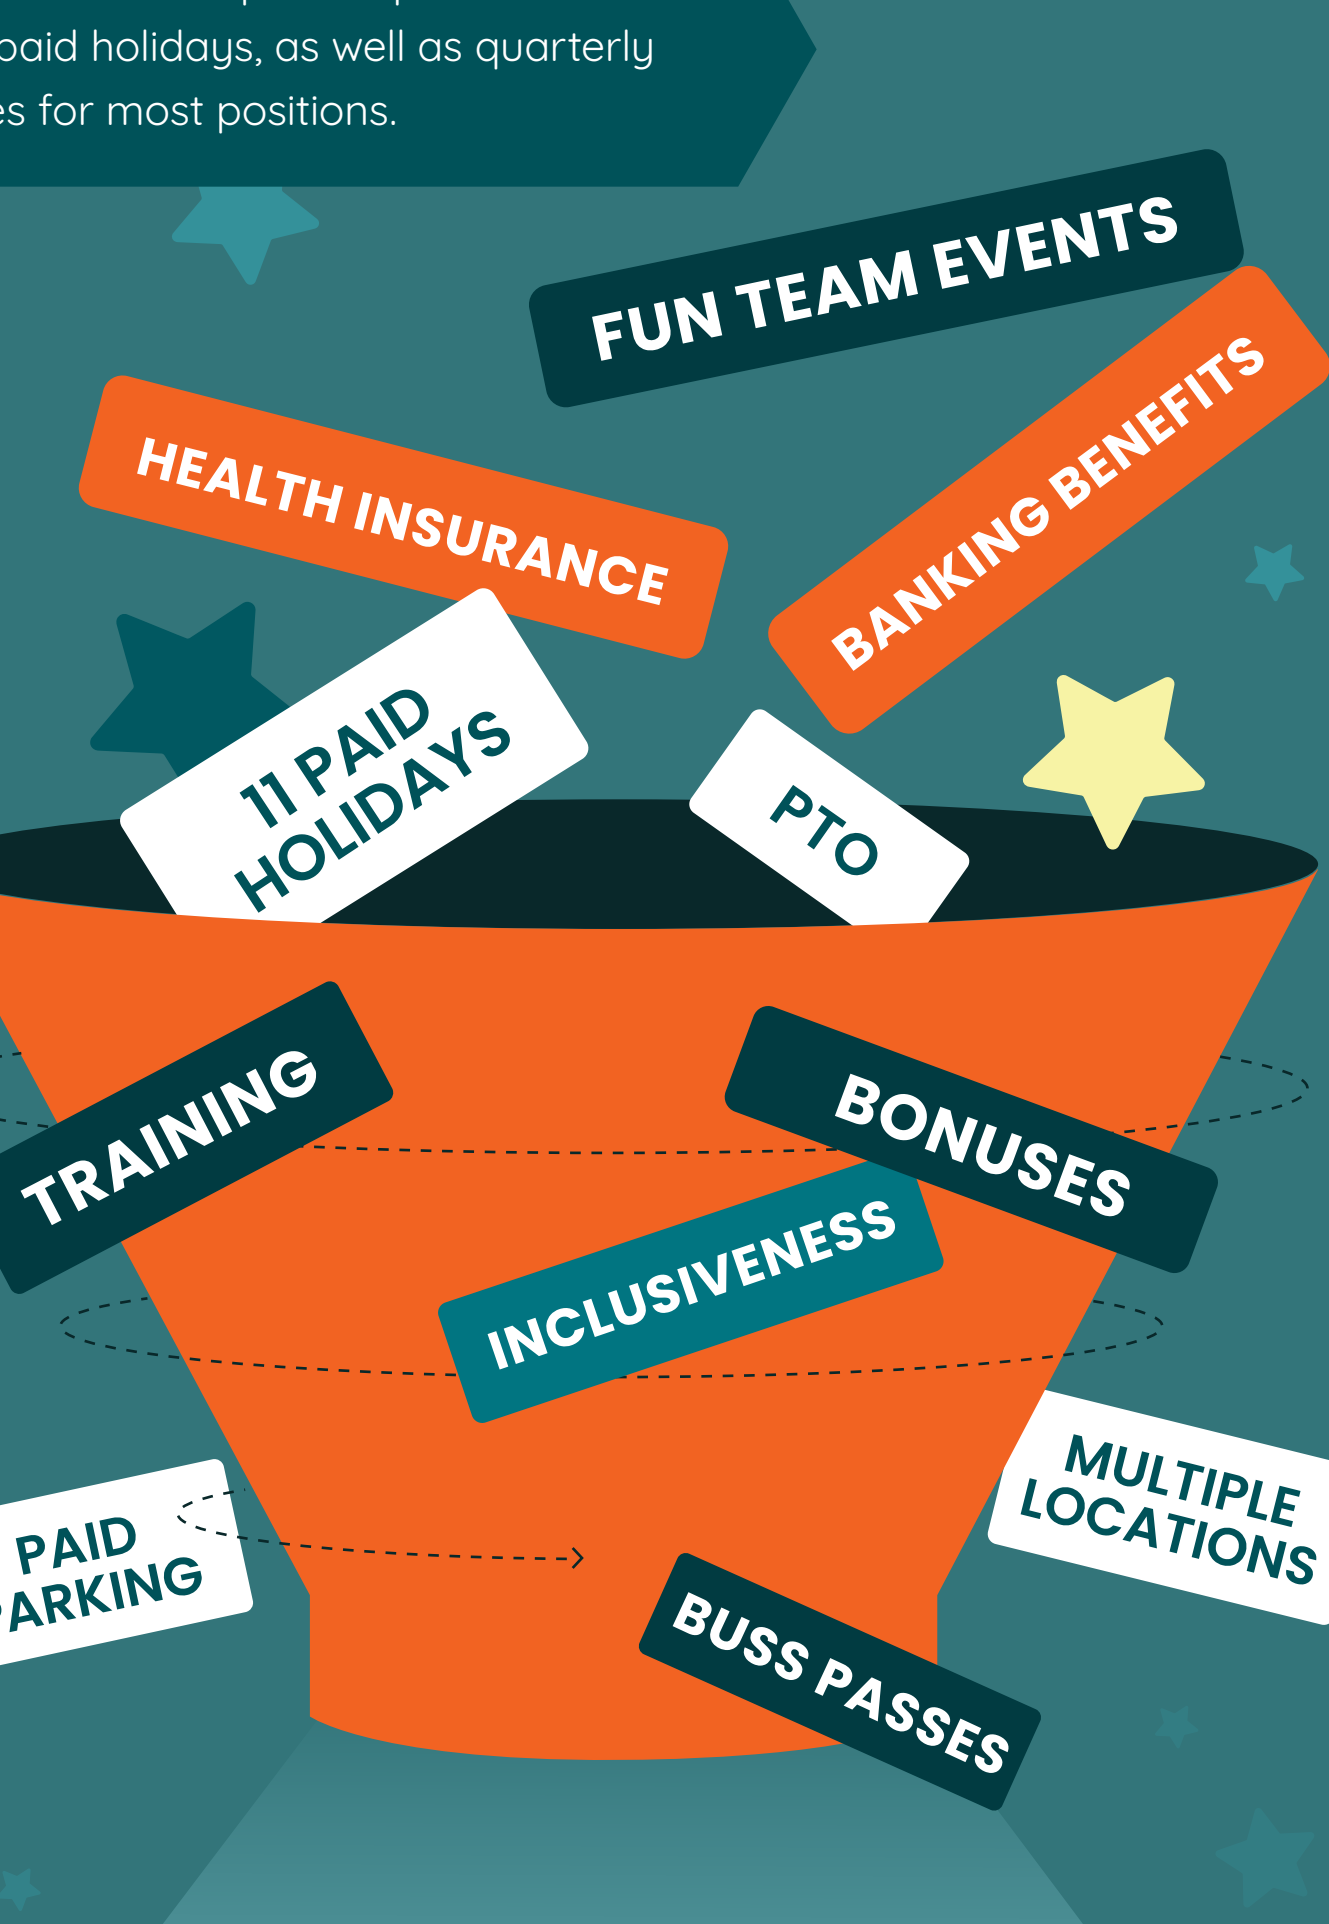 paid holidays, as well as quarterly
es for most positions.
FUN TEAM EVENTS
BANKING BENEFITS
HEALTH INSURANCE
11 PAID
HOLIDAYS
PTO
TRAINING
BONUSES
INCLUSIVENESS
MULTIPLE
LOCATIONS
PAID
PARKING
BUSS PASSES